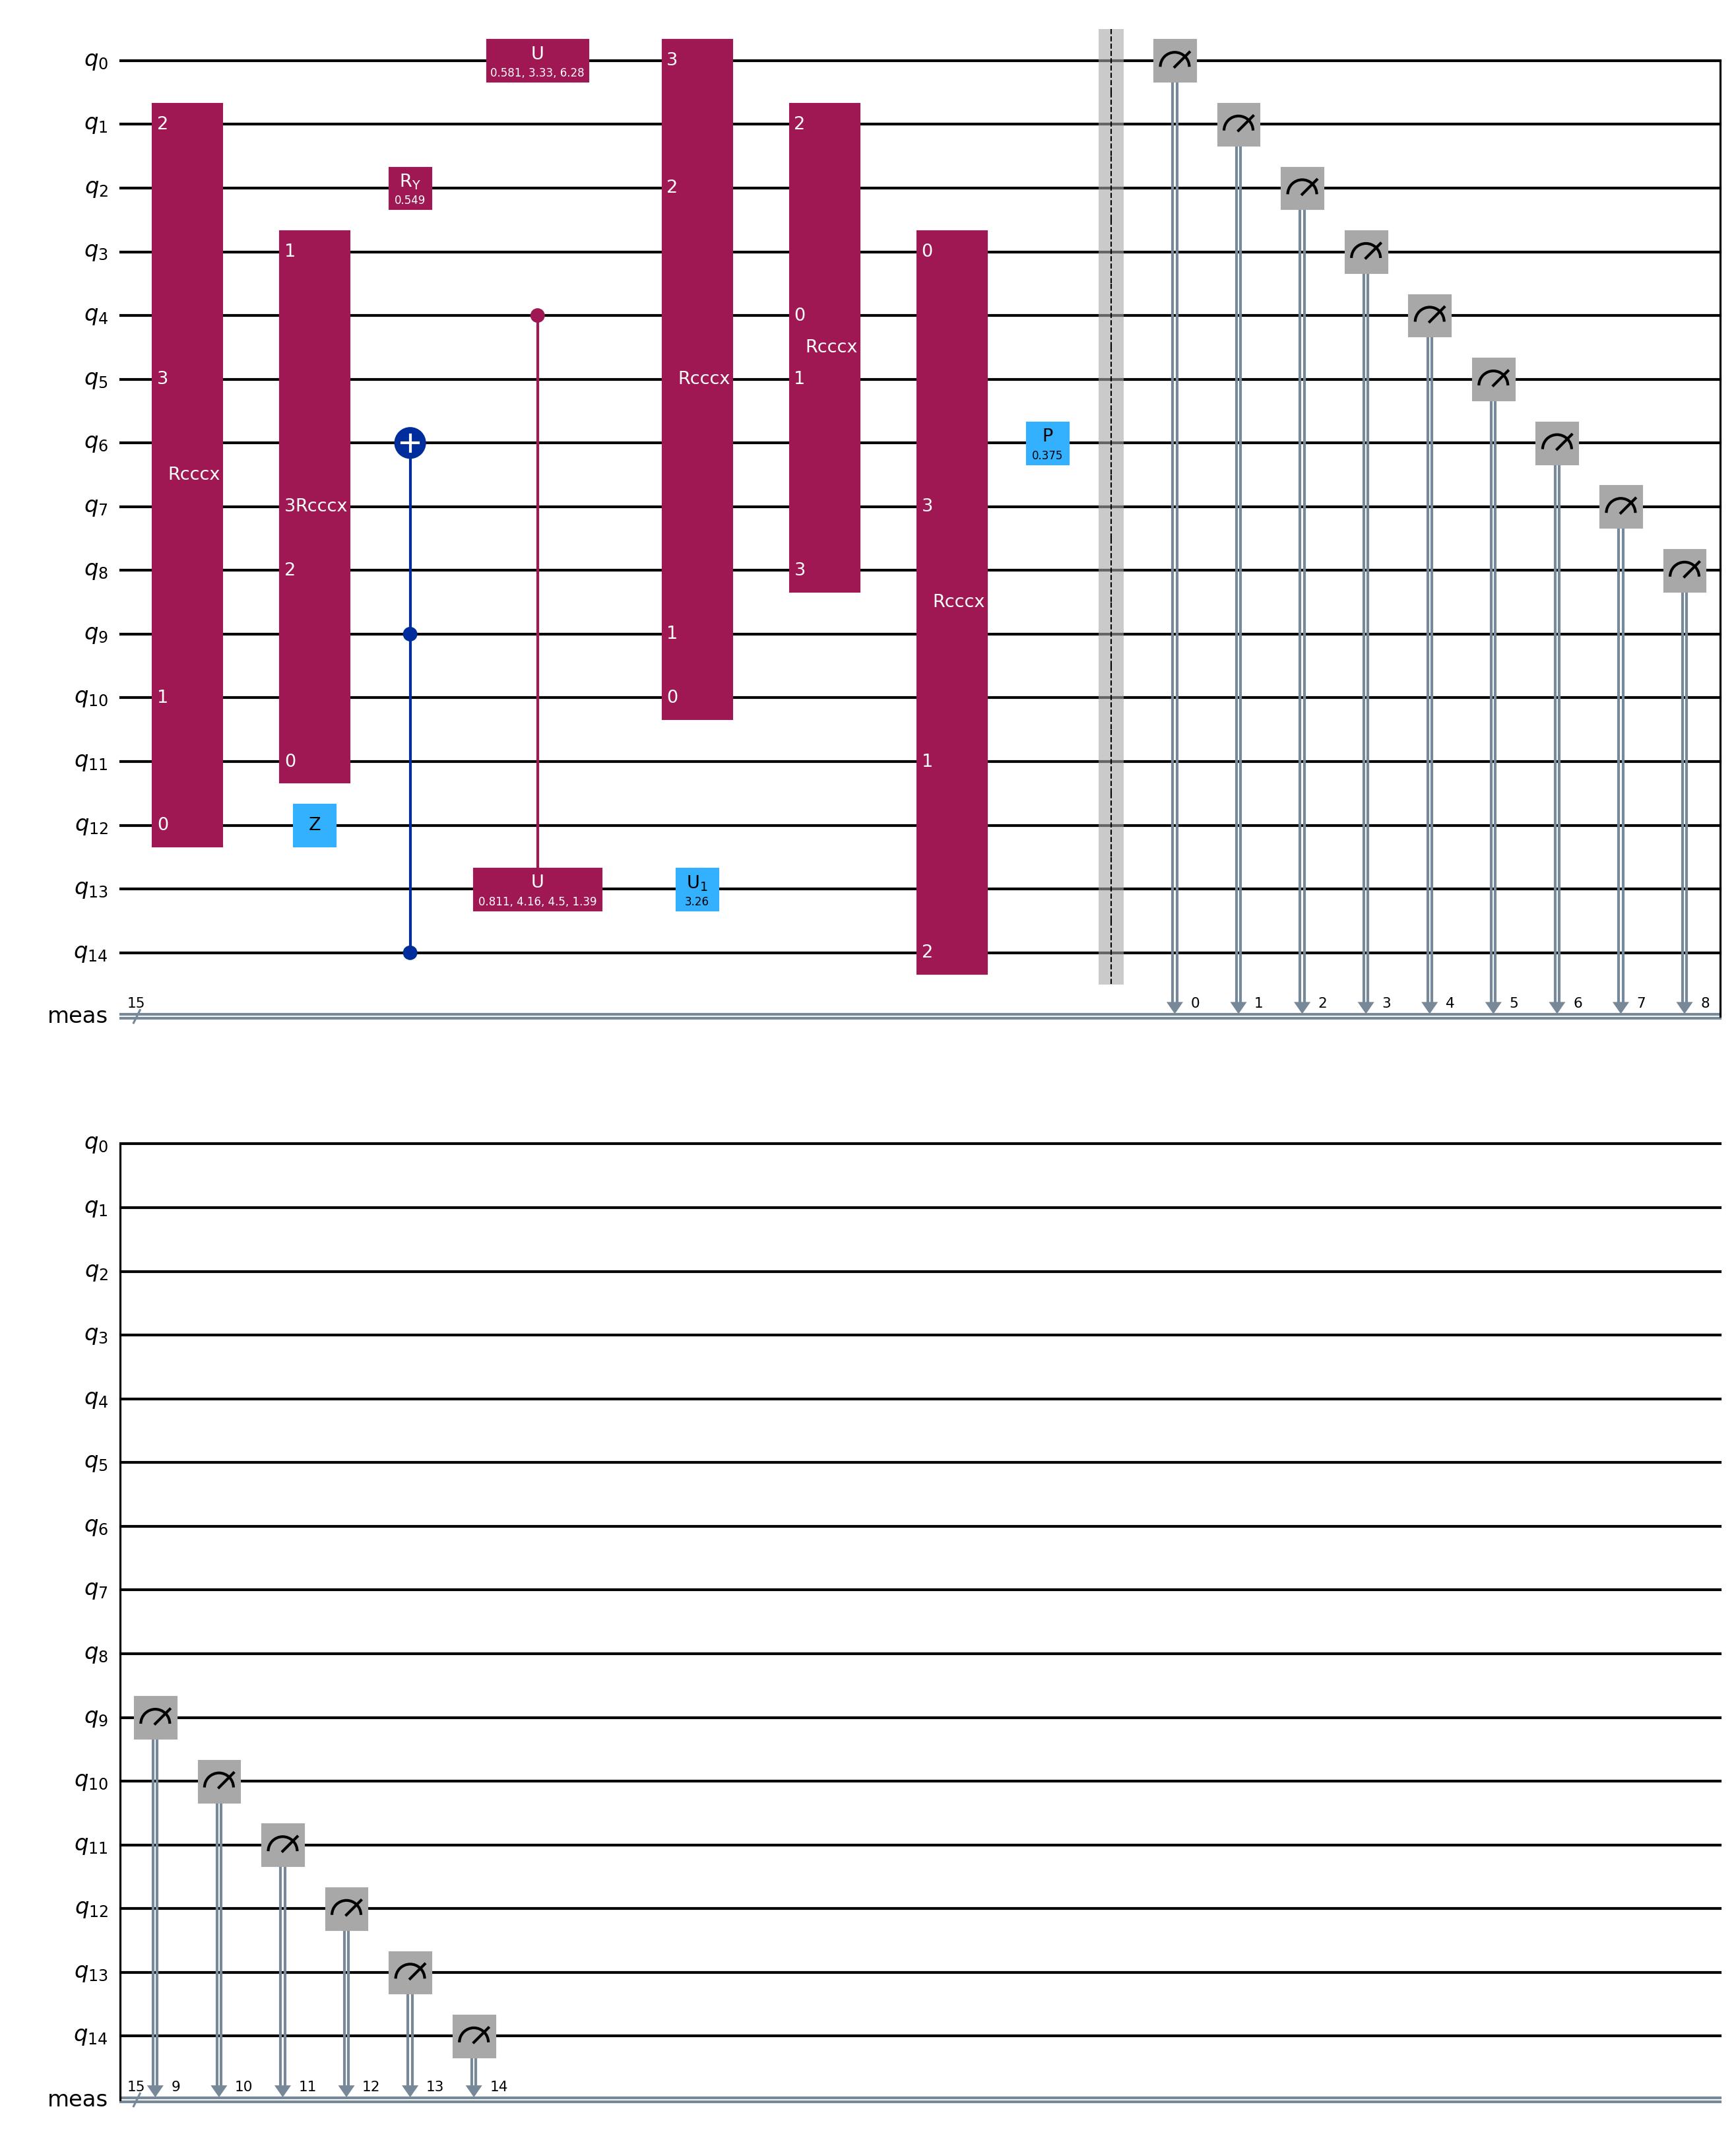 q0
U
0.581, 3.33, 6.28
3
q1
2
2
q2
RY
0.549
2
q3
1
0
q4
0
Rcccx
q5
3
Rcccx
1
q6
P
0.375
Rcccx
q7
3Rcccx
3
q8
2
3
Rcccx
q9
1
q10
1
0
q11
0
1
q12
0
Z
q13
U
0.811, 4.16, 4.5, 1.39
U1
3.26
q14
2
meas
15
0
1
2
3
4
5
6
7
8
q0
q1
q2
q3
q4
q5
q6
q7
q8
q9
q10
q11
q12
q13
q14
meas
15
9
10
11
12
13
14